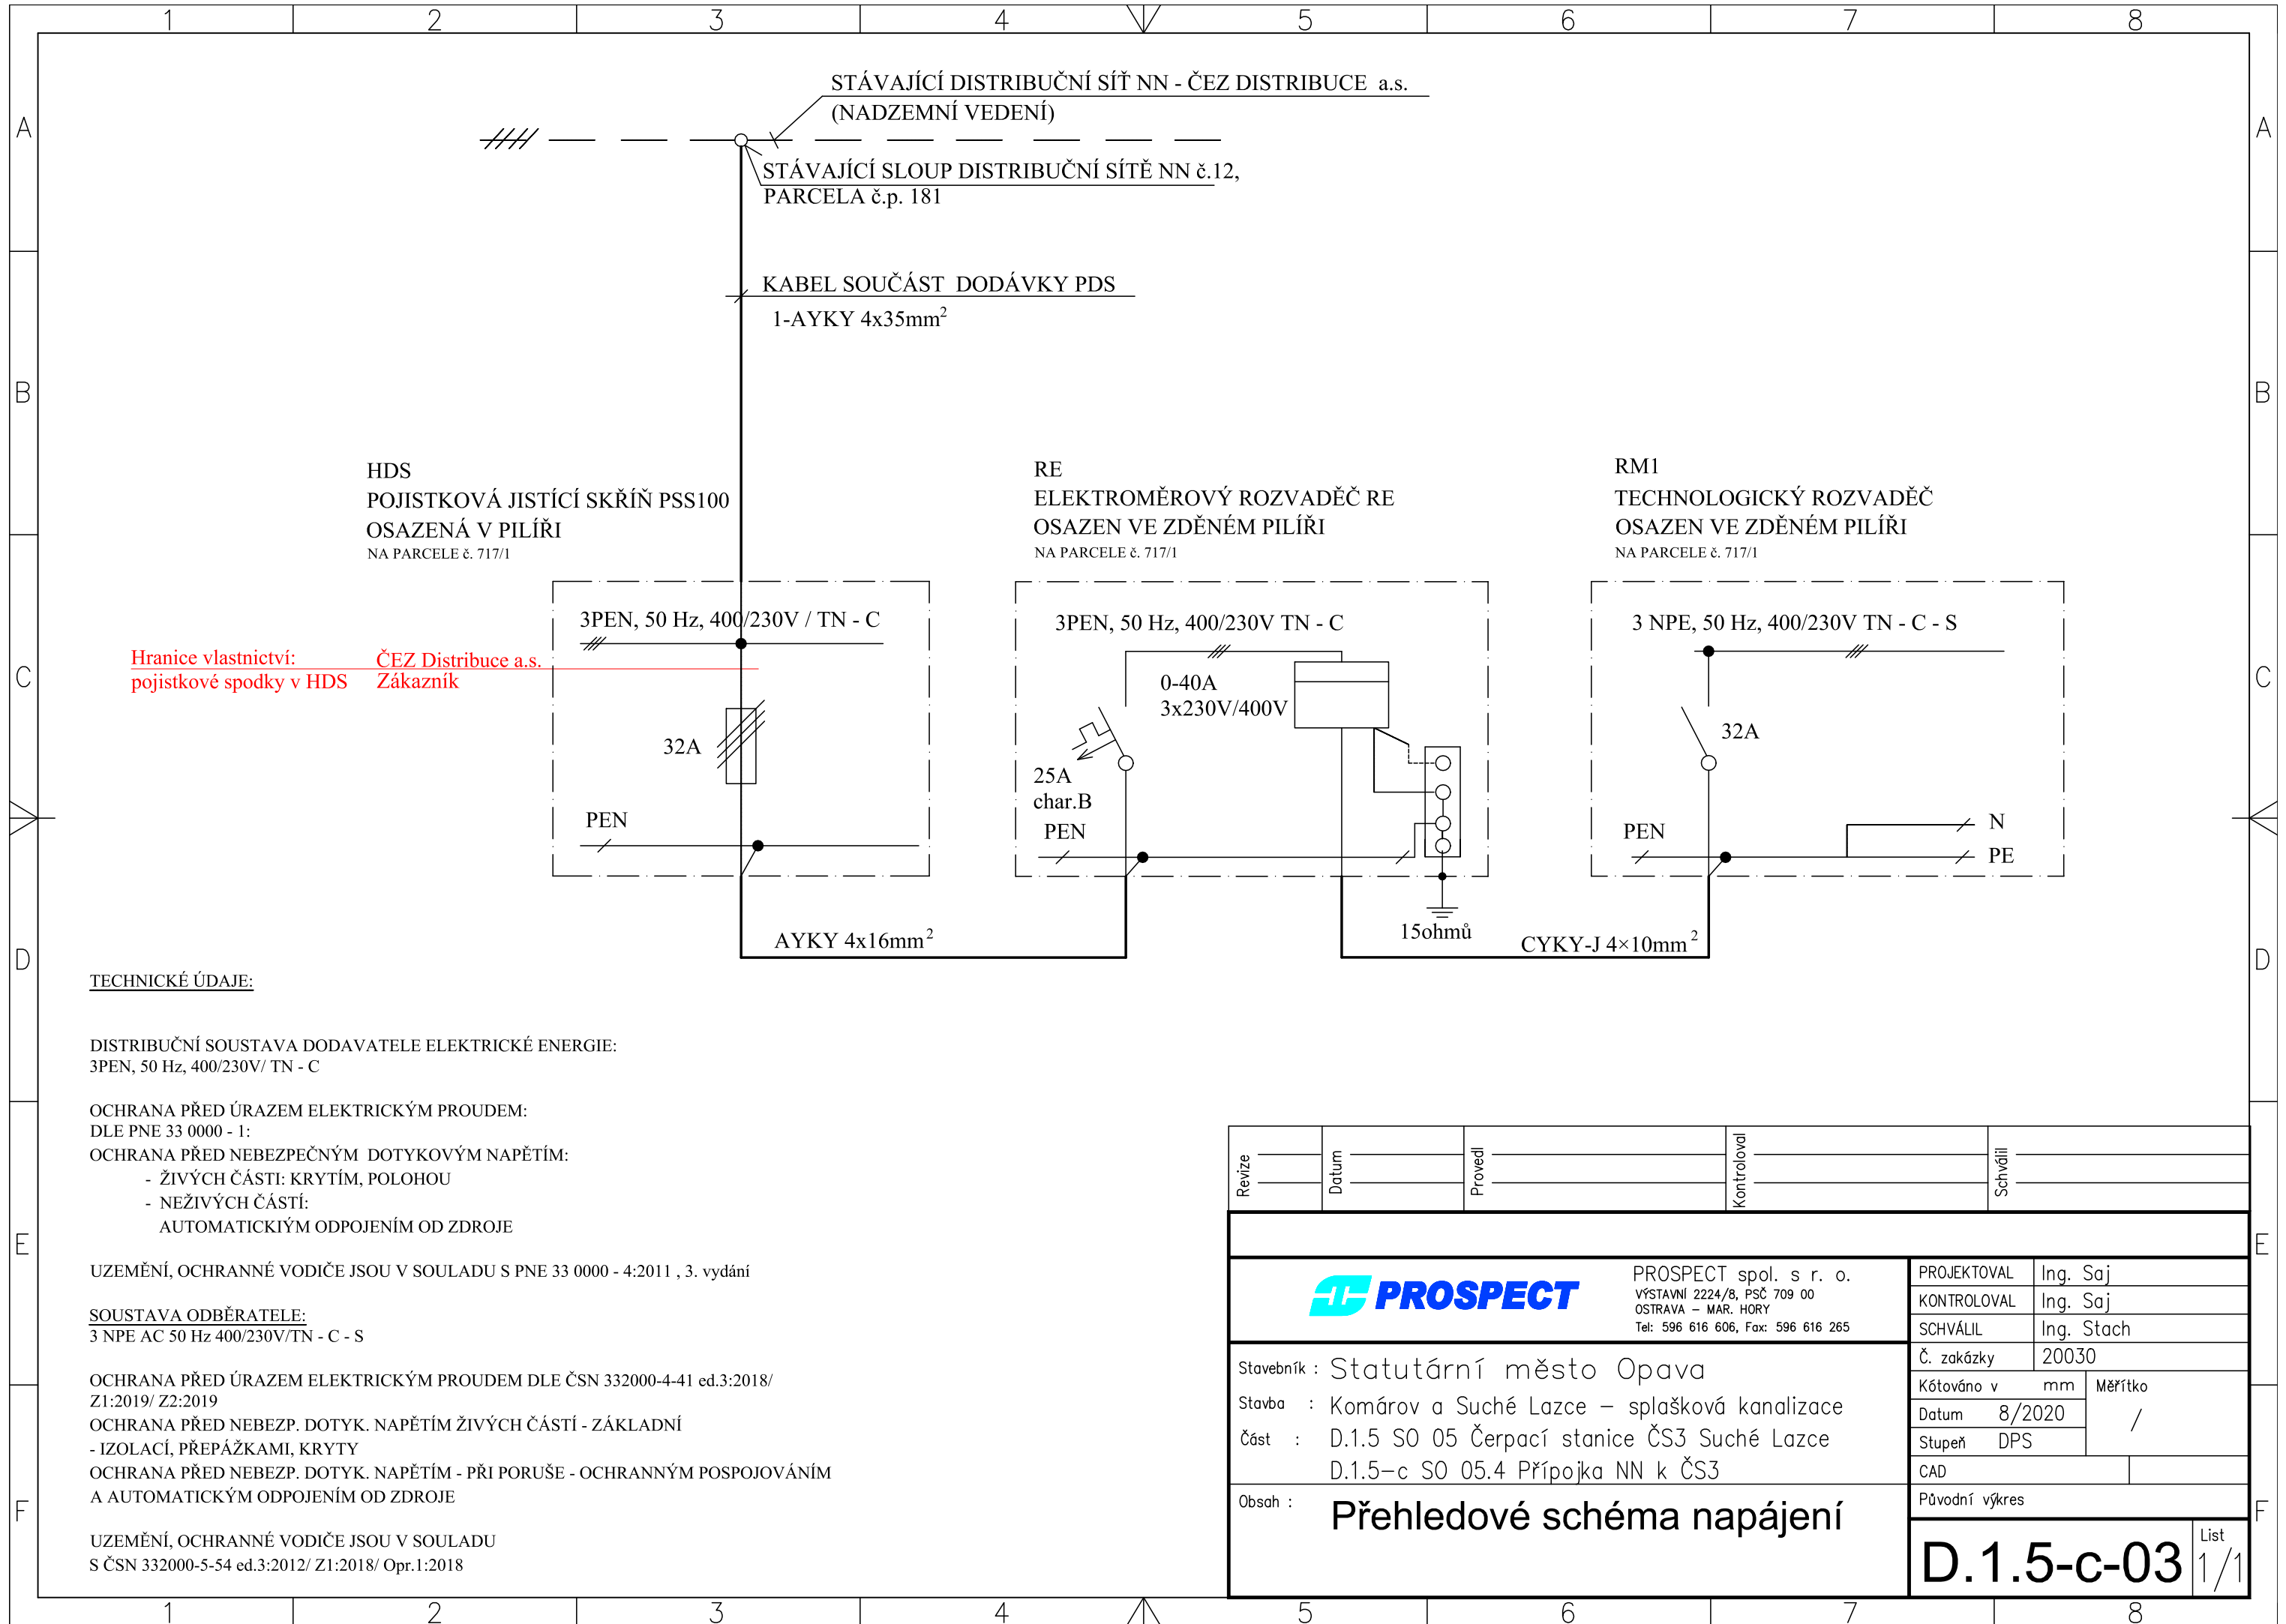 1 2 3 4 5 6 7 8
A A
B B
C C
D D
E E
F F
STÁVAJÍCÍ DISTRIBUČNÍ SÍŤ NN - ČEZ DISTRIBUCE a.s.
(NADZEMNÍ VEDENÍ)
STÁVAJÍCÍ SLOUP DISTRIBUČNÍ SÍTĚ NN č.12,
PARCELA č.p. 181
KABEL SOUČÁST DODÁVKY PDS
1-AYKY 4x35mm²
HDS
POJISTKOVÁ JISTÍCÍ SKŘÍŇ PSS100
OSAZENÁ V PILÍŘI
NA PARCELE č. 717/1
3PEN, 50 Hz, 400/230V / TN - C
Hranice vlastnictví: ČEZ Distribuce a.s.
pojistkové spodky v HDS Zákazník
32A
PEN
AYKY 4x16mm²
RE
ELEKTROMĚROVÝ ROZVADĚČ RE
OSAZEN VE ZDĚNÉM PILÍŘI
NA PARCELE č. 717/1
3PEN, 50 Hz, 400/230V TN - C
0-40A
3x230V/400V
25A
char.B
PEN
15ohmů
CYKY-J 4×10mm²
RM1
TECHNOLOGICKÝ ROZVADĚČ
OSAZEN VE ZDĚNÉM PILÍŘI
NA PARCELE č. 717/1
3 NPE, 50 Hz, 400/230V TN - C - S
32A
PEN
N
PE
TECHNICKÉ ÚDAJE:
DISTRIBUČNÍ SOUSTAVA DODAVATELE ELEKTRICKÉ ENERGIE:
3PEN, 50 Hz, 400/230V/ TN - C
OCHRANA PŘED ÚRAZEM ELEKTRICKÝM PROUDEM:
DLE PNE 33 0000 - 1:
OCHRANA PŘED NEBEZPEČNÝM DOTYKOVÝM NAPĚTÍM:
- ŽIVÝCH ČÁSTI: KRYTÍM, POLOHOU
- NEŽIVÝCH ČÁSTÍ:
AUTOMATICKIÝM ODPOJENÍM OD ZDROJE
UZEMĚNÍ, OCHRANNÉ VODIČE JSOU V SOULADU S PNE 33 0000 - 4:2011 , 3. vydání
SOUSTAVA ODBĚRATELE:
3 NPE AC 50 Hz 400/230V/TN - C - S
OCHRANA PŘED ÚRAZEM ELEKTRICKÝM PROUDEM DLE ČSN 332000-4-41 ed.3:2018/
Z1:2019/ Z2:2019
OCHRANA PŘED NEBEZP. DOTYK. NAPĚTÍM ŽIVÝCH ČÁSTÍ - ZÁKLADNÍ
- IZOLACÍ, PŘEPÁŽKAMI, KRYTY
OCHRANA PŘED NEBEZP. DOTYK. NAPĚTÍM - PŘI PORUŠE - OCHRANNÝM POSPOJOVÁNÍM
A AUTOMATICKÝM ODPOJENÍM OD ZDROJE
UZEMĚNÍ, OCHRANNÉ VODIČE JSOU V SOULADU
S ČSN 332000-5-54 ed.3:2012/ Z1:2018/ Opr.1:2018
Revize Datum Provedl Kontroloval Schválil
PROSPECT
PROSPECT spol. s r. o.
VÝSTAVNÍ 2224/8, PSČ 709 00
OSTRAVA – MAR. HORY
Tel: 596 616 606, Fax: 596 616 265
PROJEKTOVAL Ing. Saj
KONTROLOVAL Ing. Saj
SCHVÁLIL Ing. Stach
Č. zakázky 20030
Kótováno v mm Měřítko
Datum 8/2020 /
Stupeň DPS
CAD
Původní výkres
Stavebník : Statutární město Opava
Stavba : Komárov a Suché Lazce – splašková kanalizace
Část : D.1.5 SO 05 Čerpací stanice ČS3 Suché Lazce
D.1.5–c SO 05.4 Přípojka NN k ČS3
Obsah : Přehledové schéma napájení
D.1.5-c-03
List
1/1
1 2 3 4 5 6 7 8